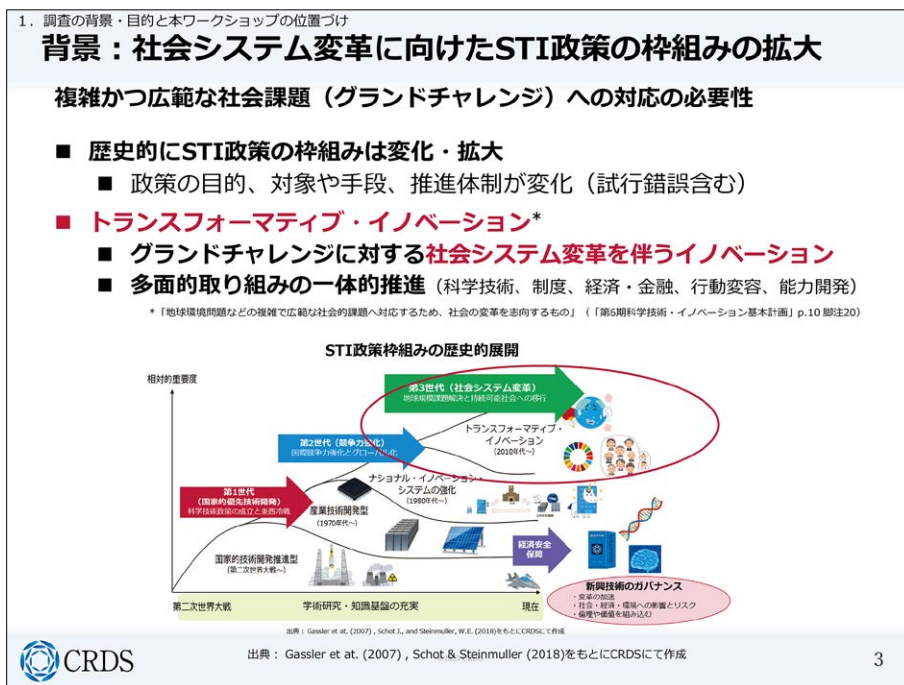 1．調査の背景・目的と本ワークショップの位置づけ
背景：社会システム変革に向けたSTI政策の枠組みの拡大
複雑かつ広範な社会課題（グランドチャレンジ）への対応の必要性
■ 歴史的にSTI政策の枠組みは変化・拡大
■ 政策の目的、対象や手段、推進体制が変化（試行錯誤含む）
■ トランスフォーマティブ・イノベーション*
■ グランドチャレンジに対する社会システム変革を伴うイノベーション
■ 多面的取り組みの一体的推進（科学技術、制度、経済・金融、行動変容、能力開発）
*「地球環境問題などの複雑で広範な社会的課題へ対応するため、社会の変革を志向するもの」（「第6期科学技術・イノベーション基本計画」p.10 脚注20）
STI政策枠組みの歴史的展開
相対的重要度
第3世代（社会システム変革）
地球規模課題解決と持続可能社会への移行
トランスフォーマティブ・
イノベーション
（2010年代～）
第2世代（競争力強化）
国際競争力強化とグローバル化
ナショナル・イノベーション・
システムの強化
（1980年代～）
第1世代
（国家的優先技術開発）
科学技術政策の成立と東西冷戦
産業技術開発型
（1970年代～）
国家的技術開発推進型
（第二次世界大戦～）
経済安全
保障
新興技術のガバナンス
・変革の加速
・社会・経済・環境への影響とリスク
・倫理や価値を組み込む
第二次世界大戦
学術研究・知識基盤の充実
現在
出典： Gassler et at. (2007) , Schot J., and Steinmuller, W.E. (2018)をもとにCRDSにて作成
出典： Gassler et at. (2007) , Schot & Steinmuller (2018)をもとにCRDSにて作成
CRDS
3